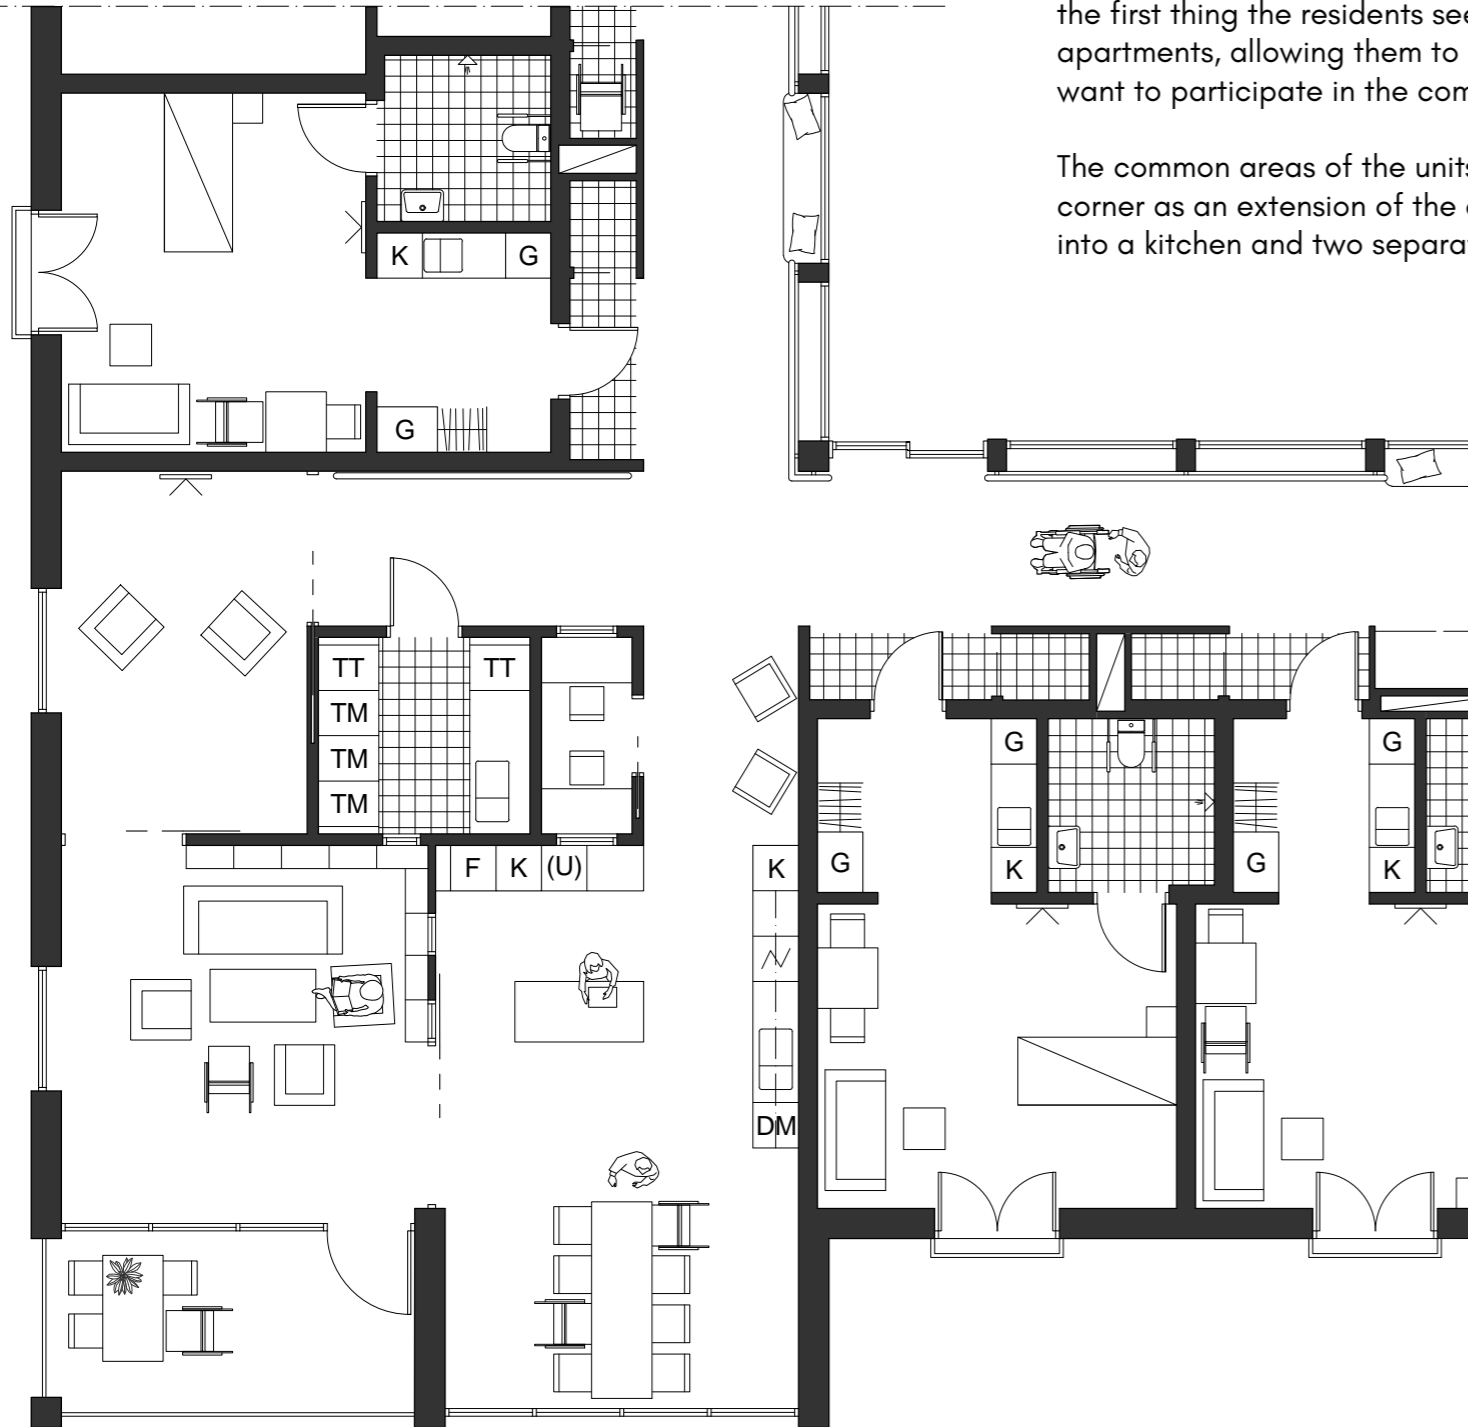 the first thing the residents see
apartments, allowing them to
want to participate in the com
The common areas of the units
corner as an extension of the
into a kitchen and two separa
K G
G
TT TT
TM
TM
TM
F K (U)
K
DM
G
G
K
G
G
K